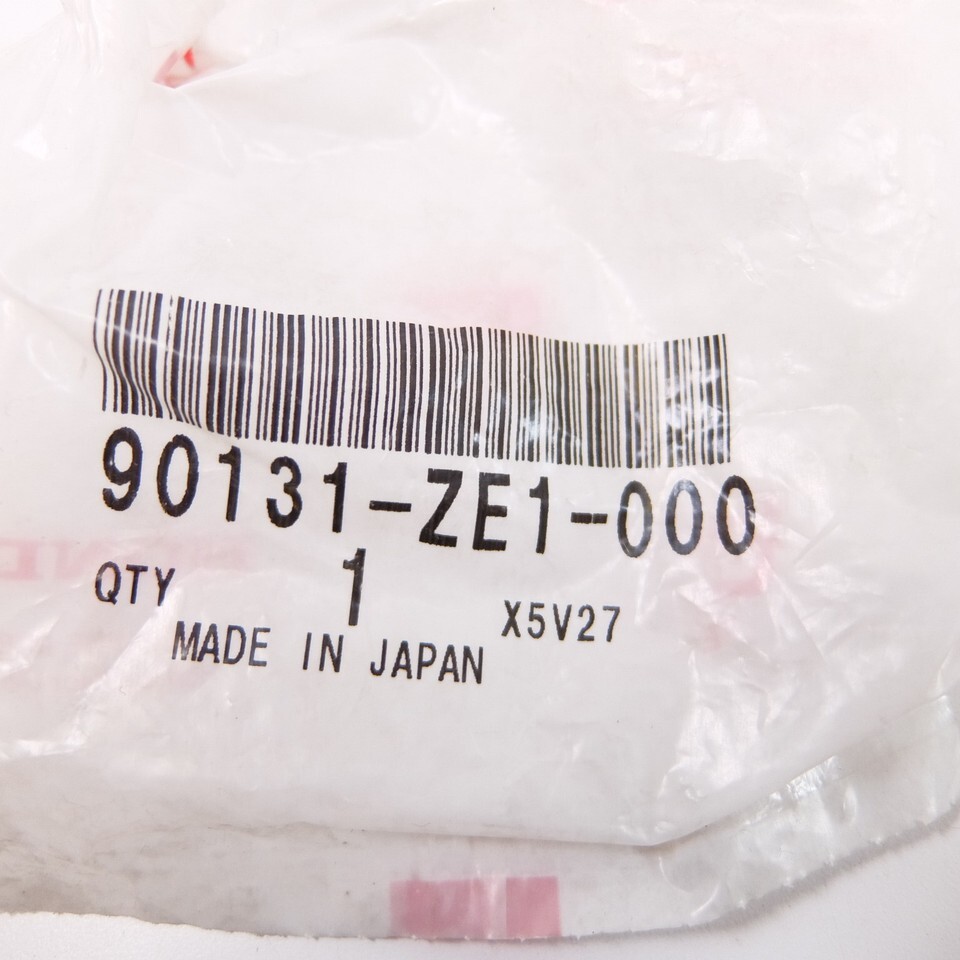 90131-ZE1-000
QTY 1 X5V27
MADE IN JAPAN